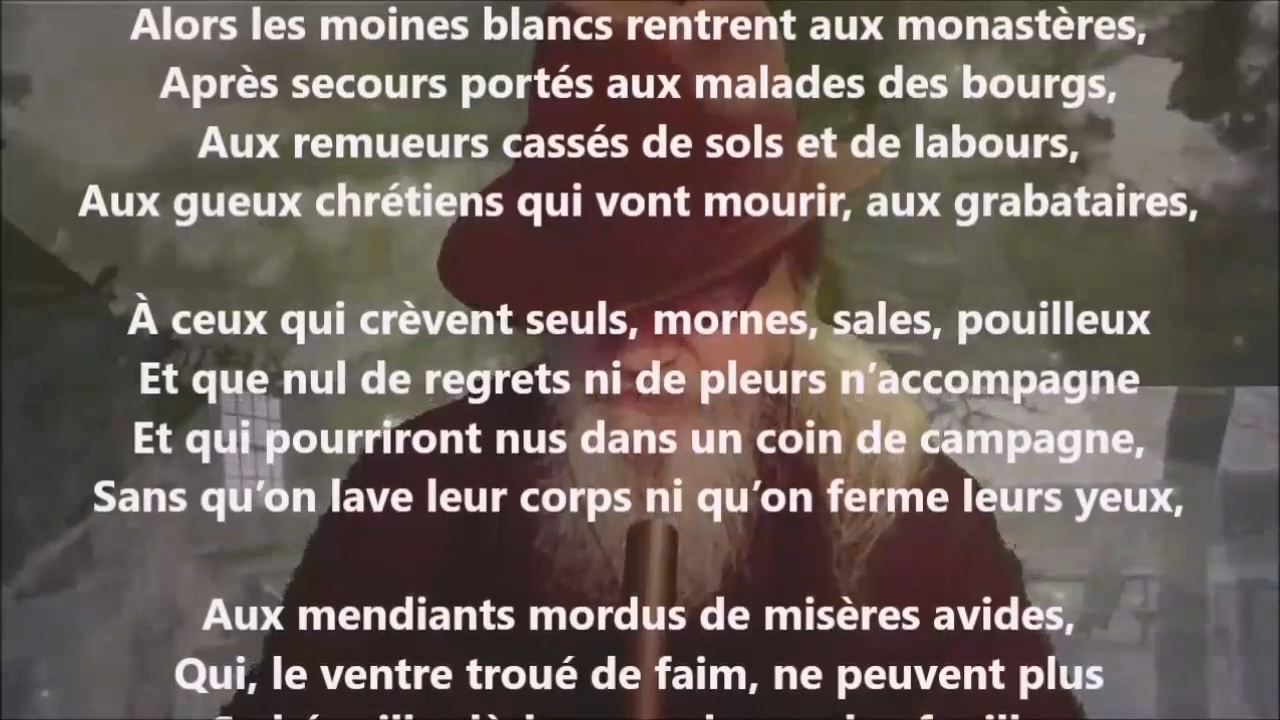 Alors les moines blancs rentrent aux monastères,
Après secours portés aux malades des bourgs,
Aux remueurs cassés de sols et de labours,
Aux gueux chrétiens qui vont mourir, aux grabataires,
À ceux qui crèvent seuls, mornes, sales, pouilleux
Et que nul de regrets ni de pleurs n’accompagne
Et qui pourriront nus dans un coin de campagne,
Sans qu’on lave leur corps ni qu’on ferme leurs yeux,
Aux mendiants mordus de misères avides,
Qui, le ventre troué de faim, ne peuvent plus